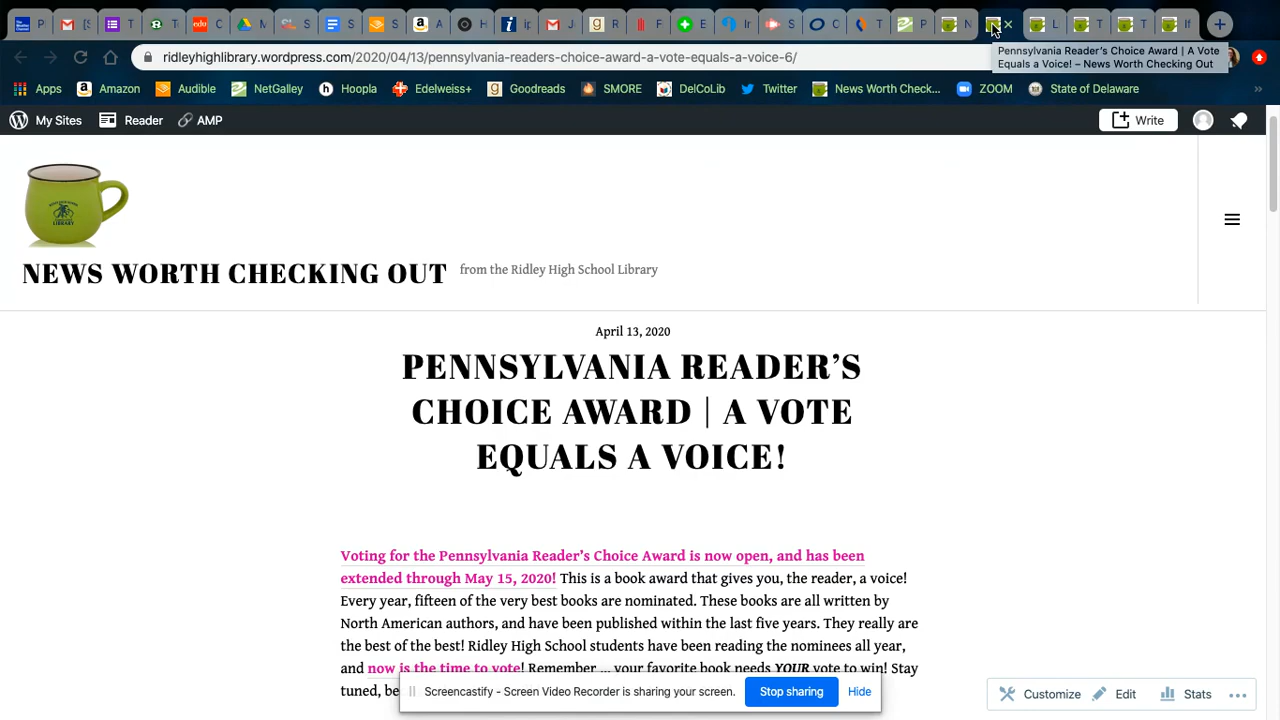 ridleyhighlibrary.wordpress.com/2020/04/13/pennsylvania-readers-choice-award-a-vote-equals-a-voice-6/
Pennsylvania Reader's Choice Award | A Vote
Equals a Voice! – News Worth Checking Out
Apps Amazon Audible NetGalley Hoopla Edelweiss+ Goodreads SMORE DelCoLib Twitter News Worth Check... ZOOM State of Delaware »
My Sites Reader AMP Write
NEWS WORTH CHECKING OUT from the Ridley High School Library
April 13, 2020
PENNSYLVANIA READER'S
CHOICE AWARD | A VOTE
EQUALS A VOICE!
Voting for the Pennsylvania Reader's Choice Award is now open, and has been
extended through May 15, 2020! This is a book award that gives you, the reader, a voice!
Every year, fifteen of the very best books are nominated. These books are all written by
North American authors, and have been published within the last five years. They really are
the best of the best! Ridley High School students have been reading the nominees all year,
and now is the time to vote! Remember ... your favorite book needs YOUR vote to win! Stay
tuned, be
Screencastify - Screen Video Recorder is sharing your screen. Stop sharing Hide
Customize Edit Stats